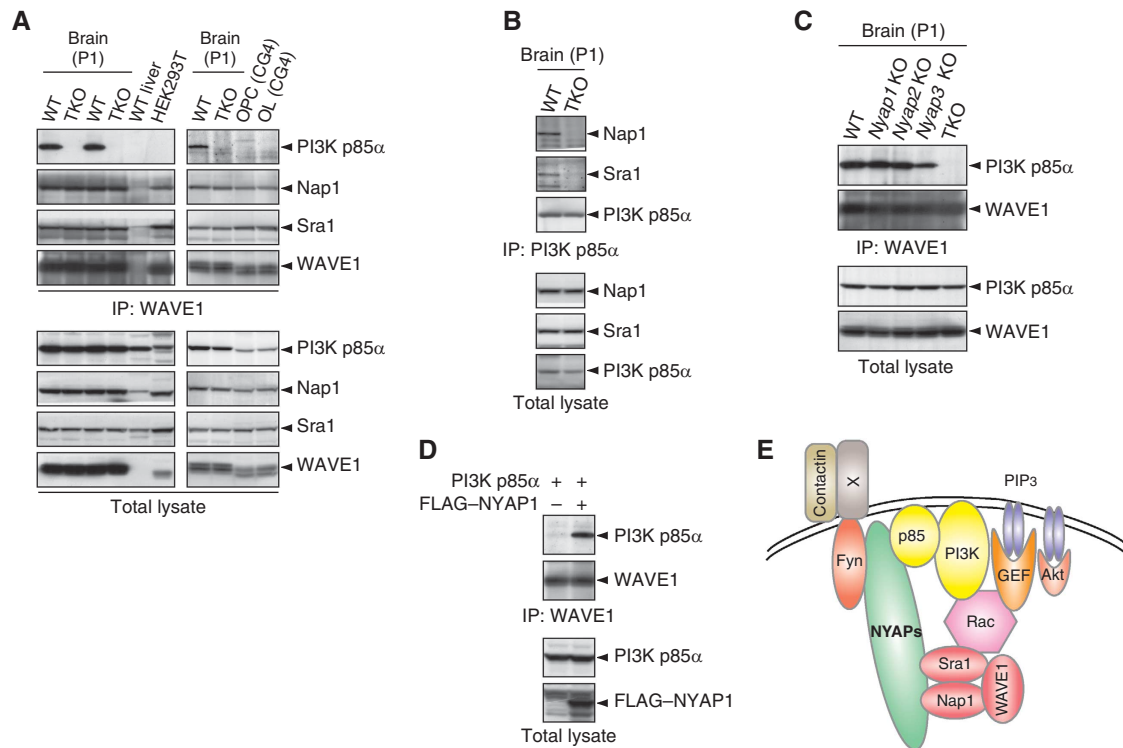 A
Brain
(P1)
WT
TKO
WT
TKO
WT liver
HEK293T
Brain
(P1)
WT
TKO
OPC (CG4)
OL (CG4)
PI3K p85α
Nap1
Sra1
WAVE1
IP: WAVE1
PI3K p85α
Nap1
Sra1
WAVE1
Total lysate
B
Brain (P1)
WT
TKO
Nap1
Sra1
PI3K p85α
IP: PI3K p85α
Nap1
Sra1
PI3K p85α
Total lysate
C
Brain (P1)
WT
Nyap1 KO
Nyap2 KO
Nyap3 KO
TKO
PI3K p85α
WAVE1
IP: WAVE1
PI3K p85α
WAVE1
Total lysate
D
PI3K p85α + +
FLAG–NYAP1 – +
PI3K p85α
WAVE1
IP: WAVE1
PI3K p85α
FLAG–NYAP1
Total lysate
E
Contactin
X
PIP3
Fyn
p85
PI3K
GEF
Akt
NYAPs
Rac
Sra1
Nap1
WAVE1